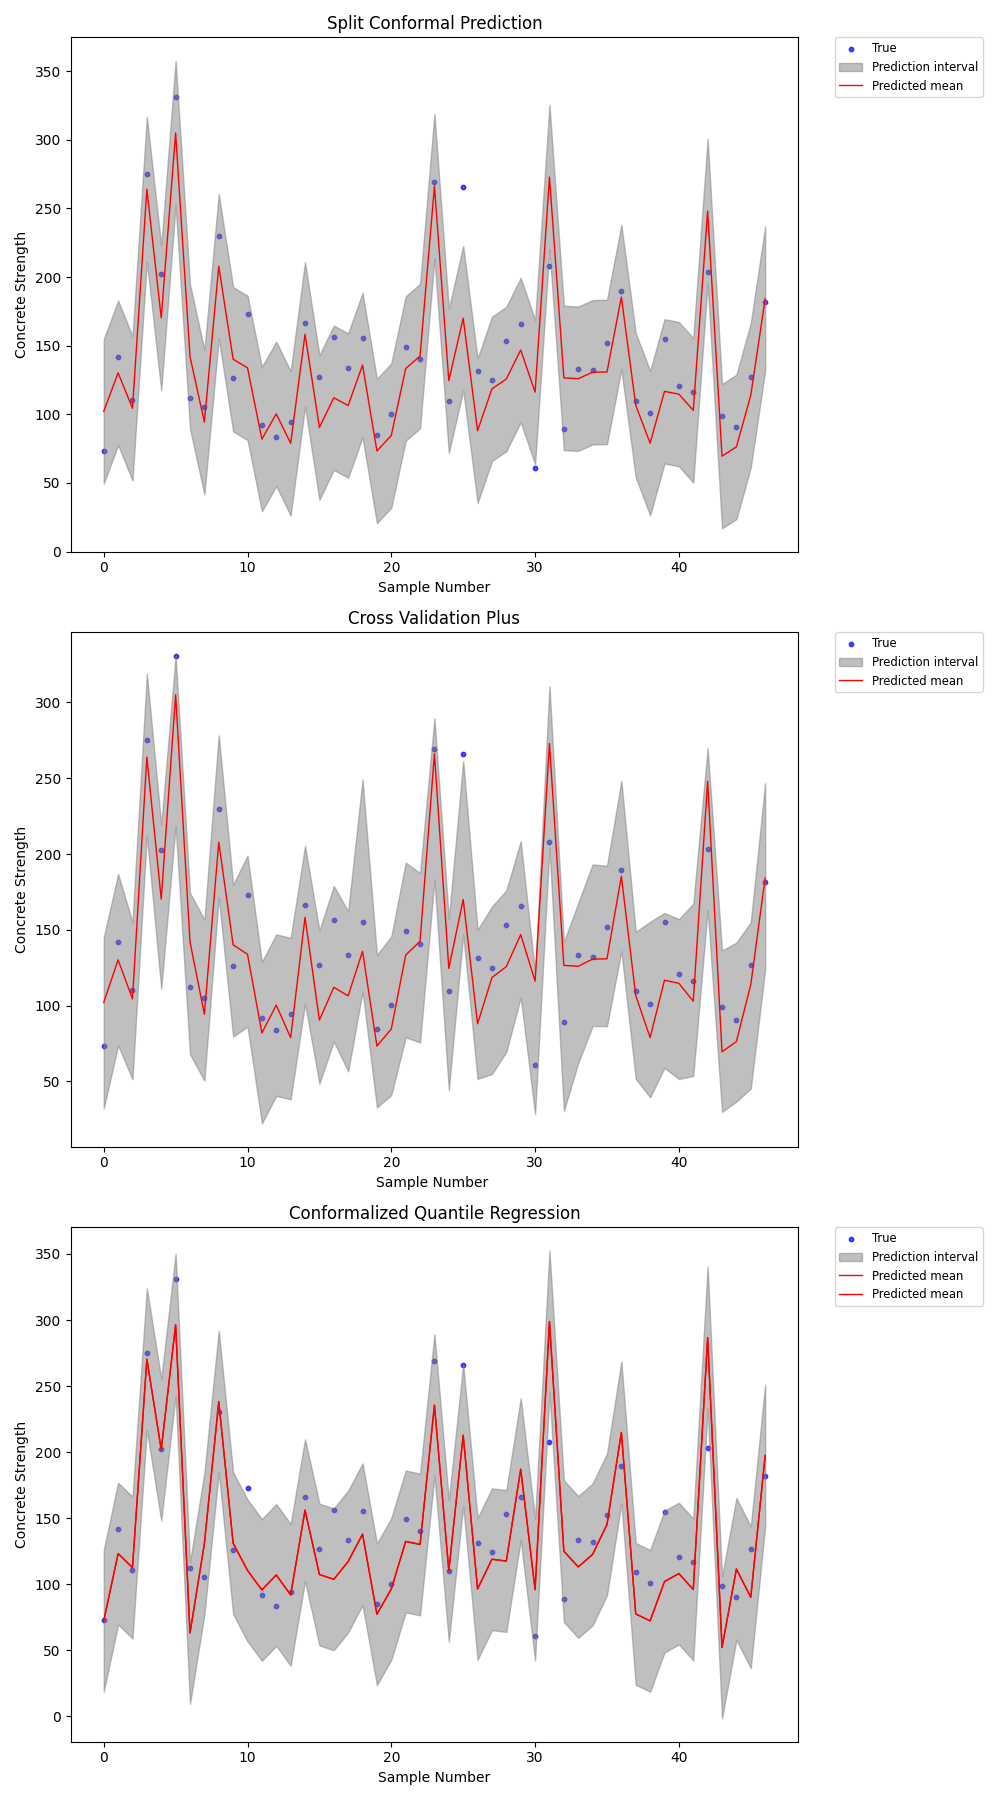 Split Conformal Prediction
True
Prediction interval
Predicted mean
350
300
250
200
150
100
50
0
Concrete Strength
0 10 20 30 40
Sample Number
Cross Validation Plus
True
Prediction interval
Predicted mean
300
250
200
150
100
50
Concrete Strength
0 10 20 30 40
Sample Number
Conformalized Quantile Regression
True
Prediction interval
Predicted mean
Predicted mean
350
300
250
200
150
100
50
0
Concrete Strength
0 10 20 30 40
Sample Number